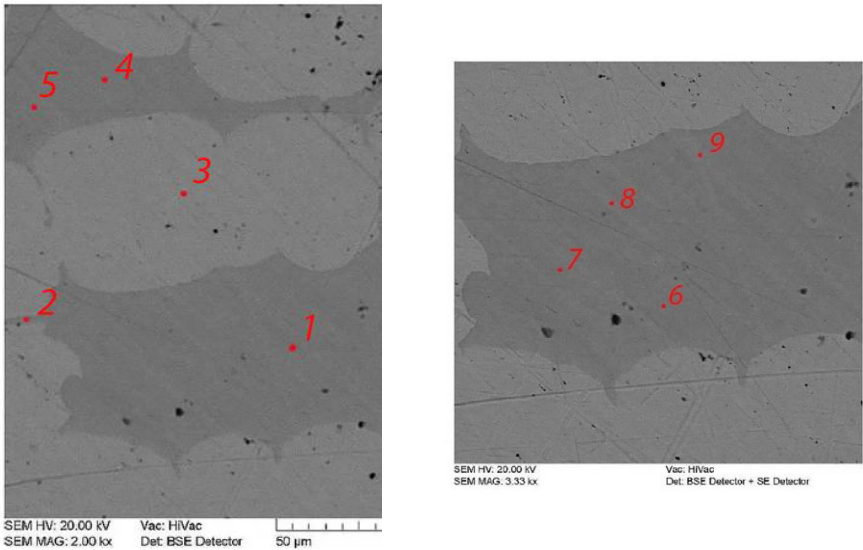 4
5
3
2
1
SEM HV: 20.00 kV Vac: HiVac
SEM MAG: 2.00 kx Det: BSE Detector 50 µm
9
8
7
6
SEM HV: 20.00 kV Vac: HiVac
SEM MAG: 3.33 kx Det: BSE Detector + SE Detector